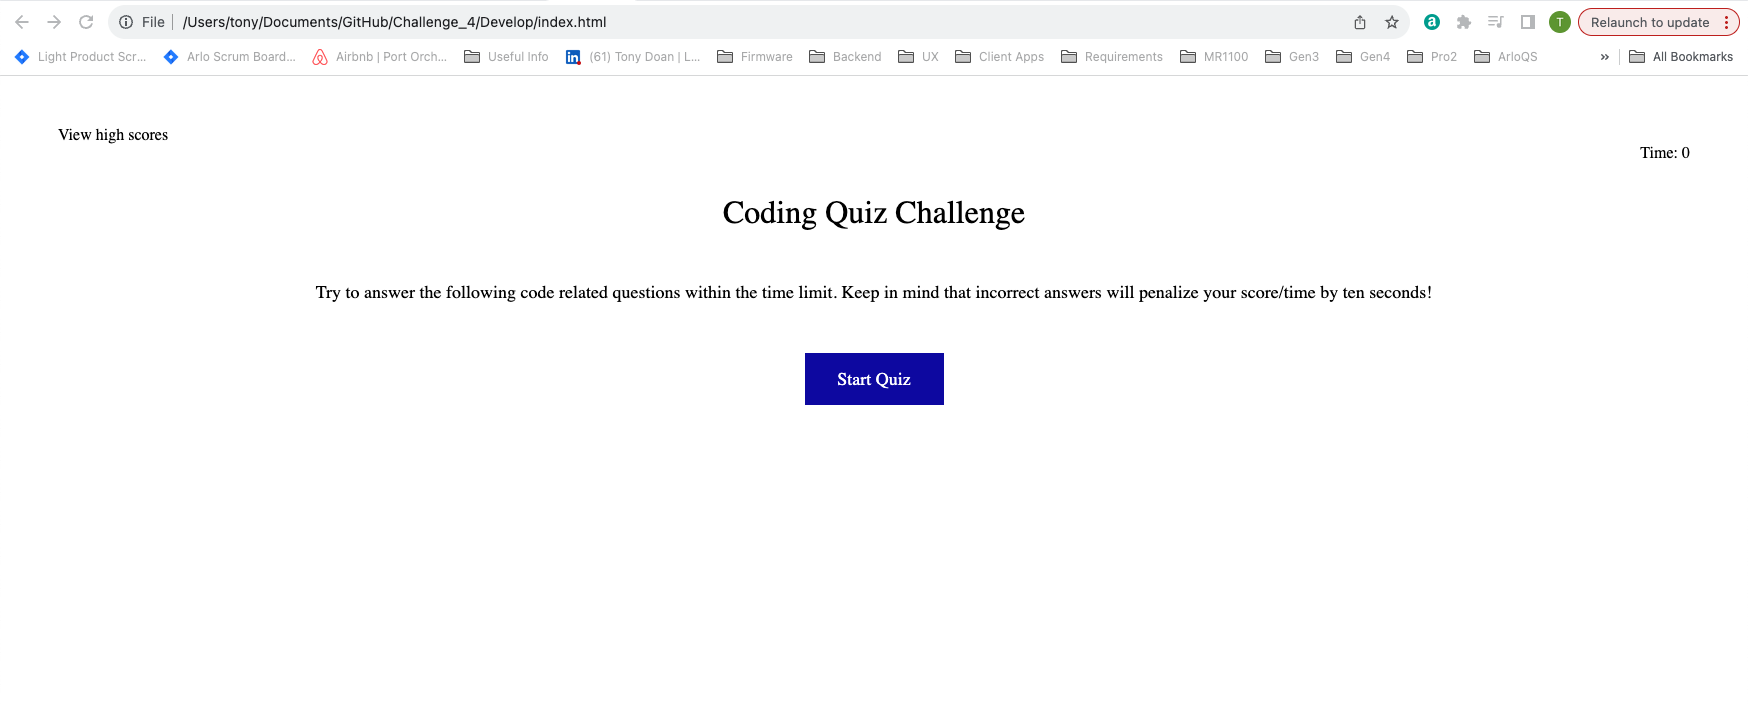 File /Users/tony/Documents/GitHub/Challenge_4/Develop/index.html a T Relaunch to update
Light Product Scr... Arlo Scrum Board... Airbnb | Port Orch... Useful Info in (61) Tony Doan | L... Firmware Backend UX Client Apps Requirements MR1100 Gen3 Gen4 Pro2 ArloQS » All Bookmarks
View high scores
Time: 0
Coding Quiz Challenge
Try to answer the following code related questions within the time limit. Keep in mind that incorrect answers will penalize your score/time by ten seconds!
Start Quiz